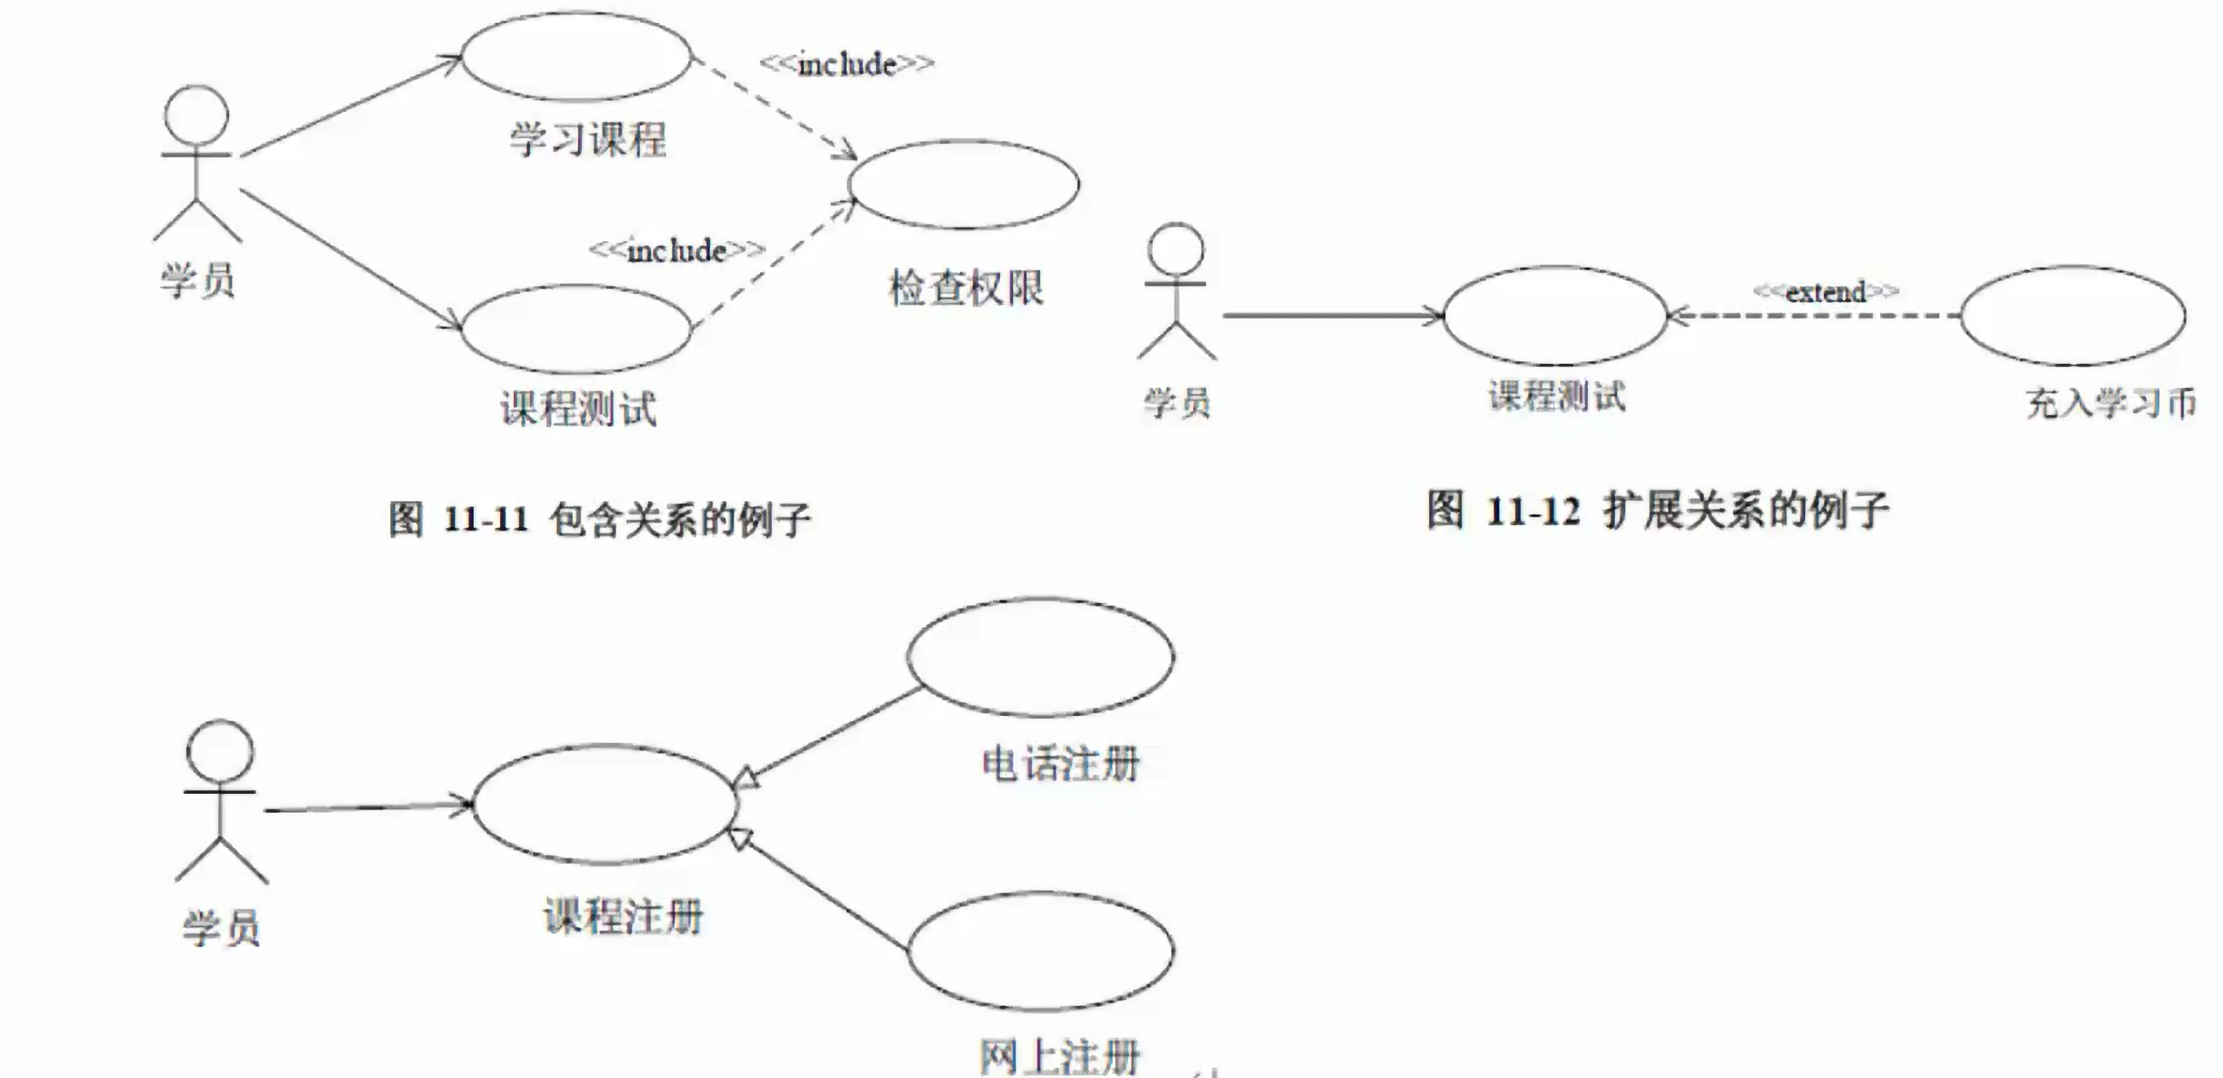 <<include>>
学习课程
学员
<<include>>
检查权限
课程测试
图 11-11 包含关系的例子
<<extend>>
学员
课程测试
充入学习币
图 11-12 扩展关系的例子
电话注册
课程注册
学员
网上注册